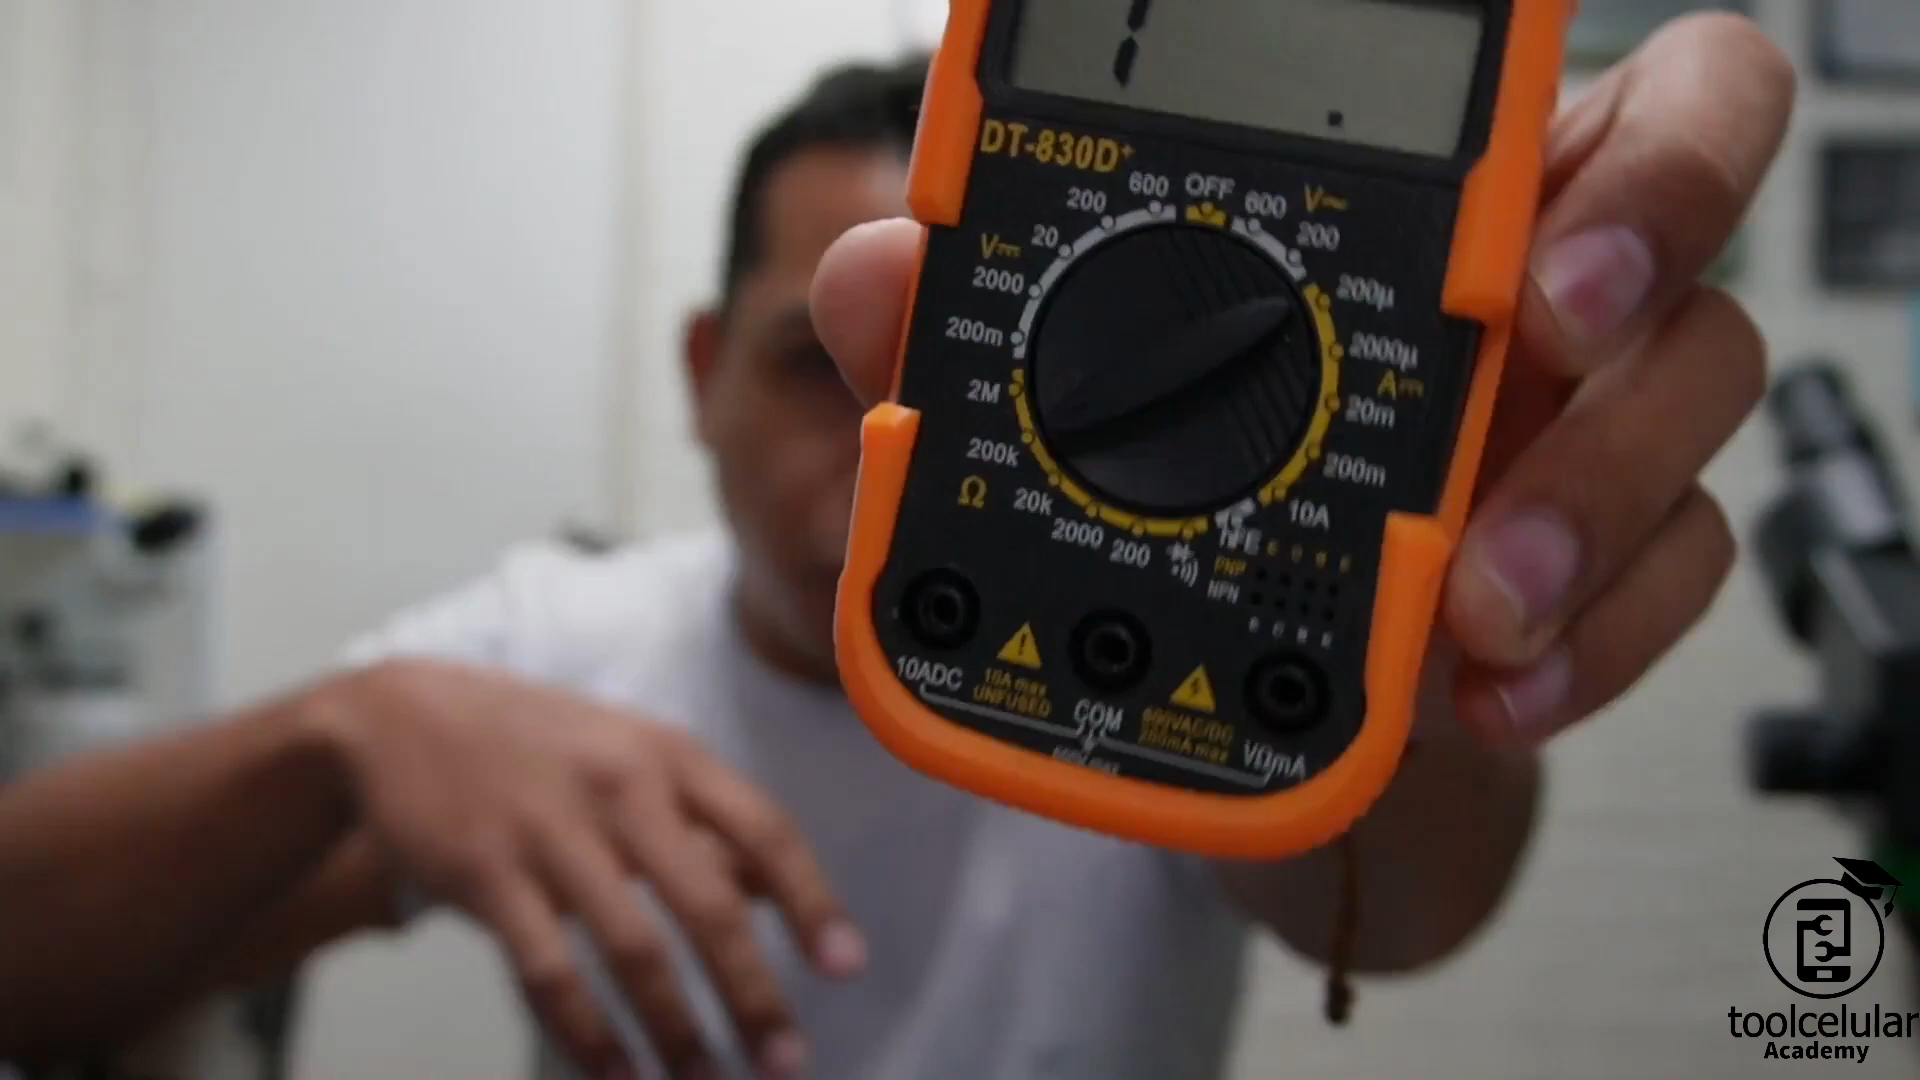 1
DT-830D+
OFF
600
V⎓
200
200µ
2000µ
A⎓
20m
200m
10A
hFE
600
200
20
V⎓
2000
200m
2M
200k
20k
Ω
2000
200
PNP
NPN
10ADC
10A max
UNFUSED
COM
600VAC/DC
200mA max
VΩmA
toolcelular
Academy